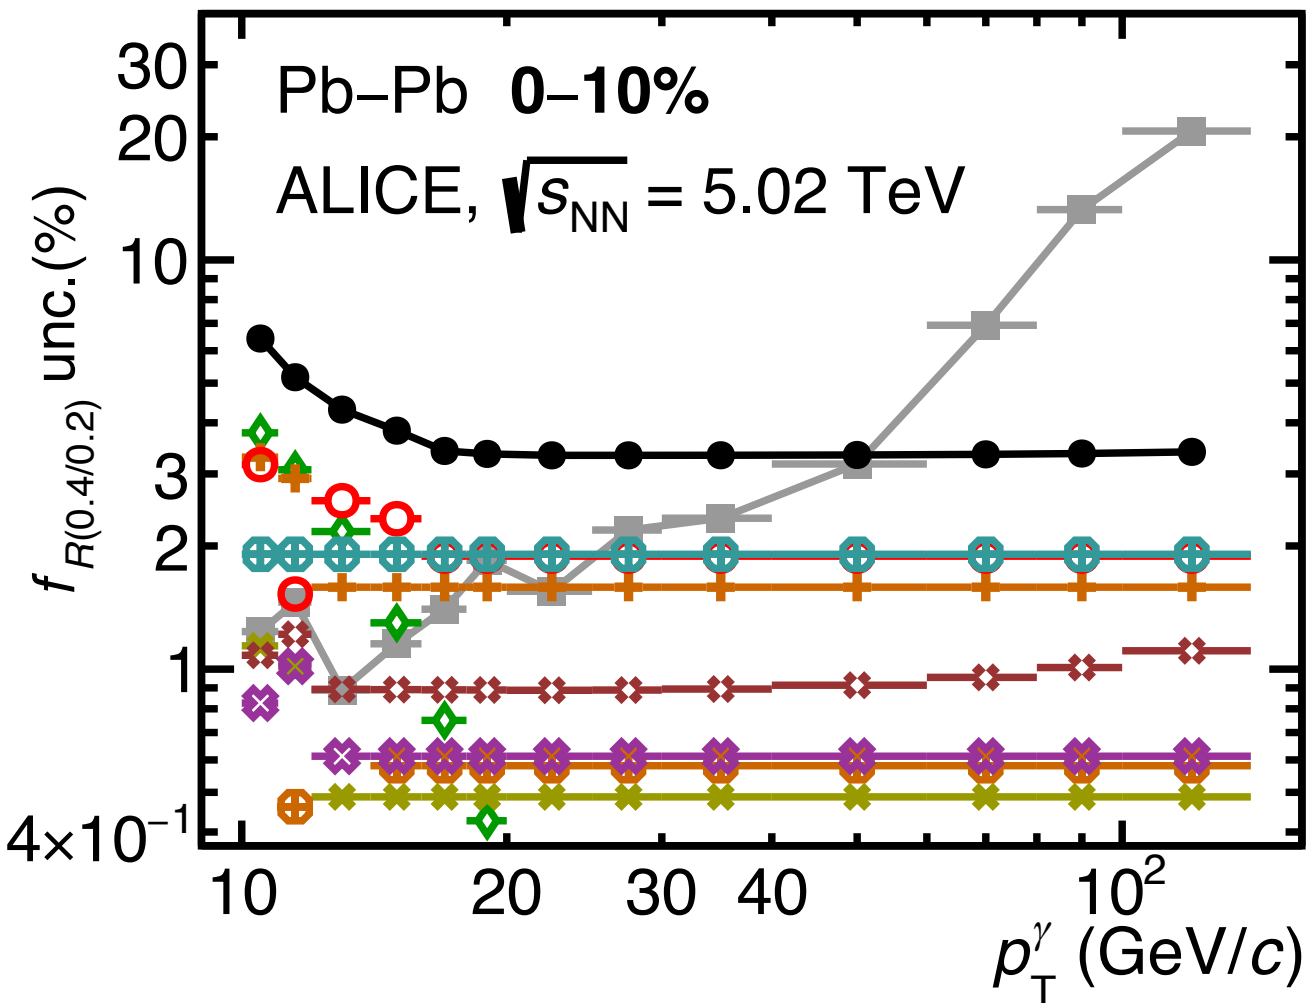 Pb–Pb 0–10%
ALICE, √sNN = 5.02 TeV
fR(0.4/0.2) unc.(%)
30
20
10
3
2
1
4×10−1
10 20 30 40 102
pTγ (GeV/c)